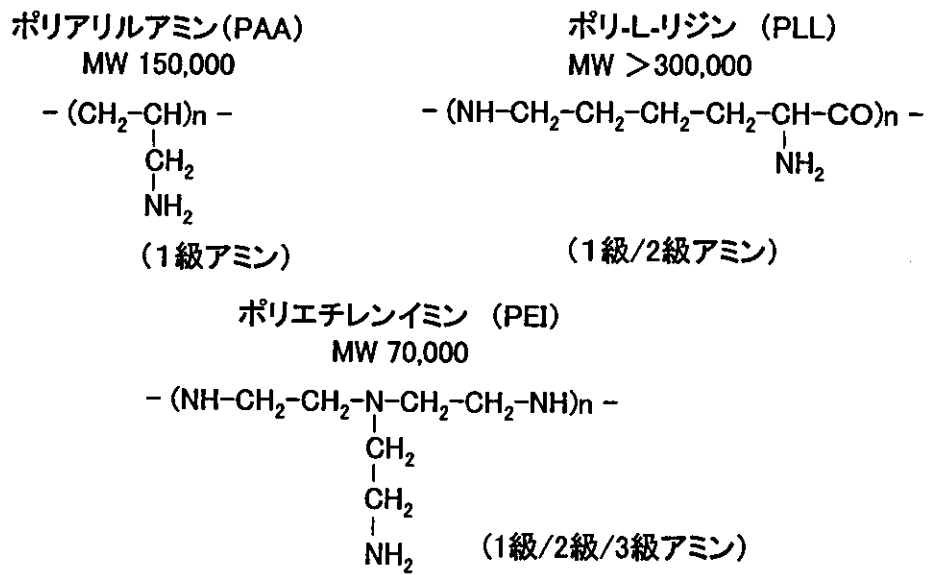 ポリアリルアミン(PAA)
MW 150,000
-(CH₂-CH)n-
CH₂
NH₂
(1級アミン)
ポリ-L-リジン (PLL)
MW >300,000
-(NH-CH₂-CH₂-CH₂-CH₂-CH-CO)n-
NH₂
(1級/2級アミン)
ポリエチレンイミン (PEI)
MW 70,000
-(NH-CH₂-CH₂-N-CH₂-CH₂-NH)n-
CH₂
CH₂
NH₂
(1級/2級/3級アミン)